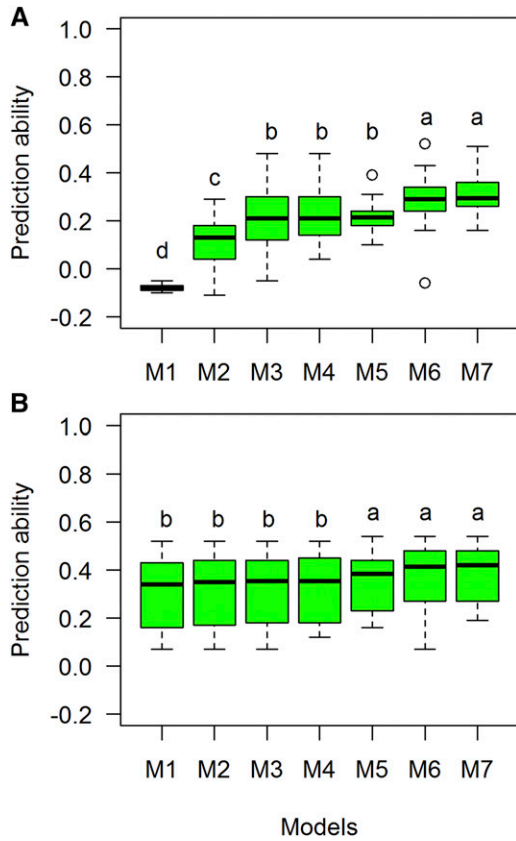 A
Prediction ability
1.0
0.8
0.6
0.4
0.2
0.0
-0.2
d
c
b
b
b
a
a
M1 M2 M3 M4 M5 M6 M7
B
Prediction ability
1.0
0.8
0.6
0.4
0.2
0.0
-0.2
b b b b a a a
M1 M2 M3 M4 M5 M6 M7
Models